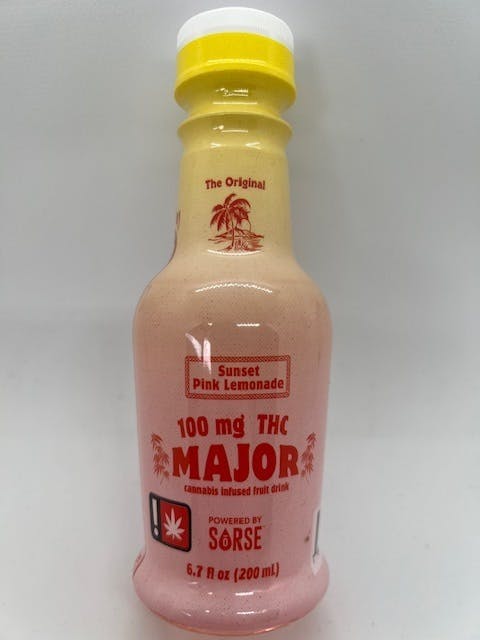 The Original
Sunset
Pink Lemonade
100 mg THC
MAJOR
cannabis infused fruit drink
!
POWERED BY
SORSE
6.7 fl oz (200 mL)